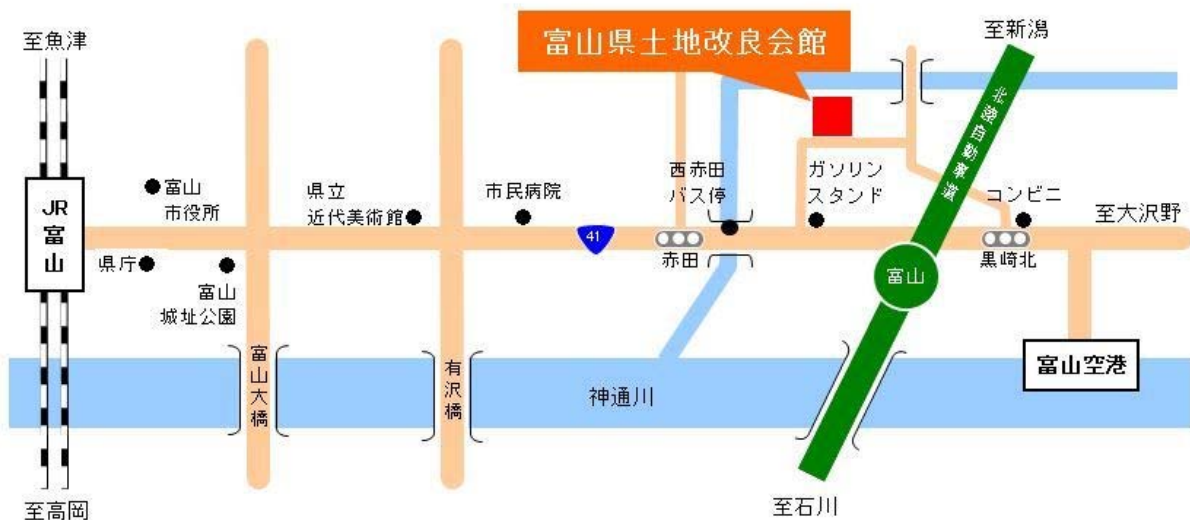 至魚津
富山県土地改良会館
至新潟
北陸自動車道
JR
富
山
富山
市役所
県立
近代美術館
市民病院
西赤田
バス停
ガソリン
スタンド
コンビニ
至大沢野
41
県庁
富山
城址公園
赤田
富山
黒崎北
富山大橋
有沢橋
神通川
富山空港
至高岡
至石川